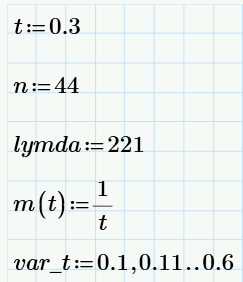 t:=0.3
n:=44
lymda:=221
m(t):=1/t
var_t:=0.1,0.11..0.6